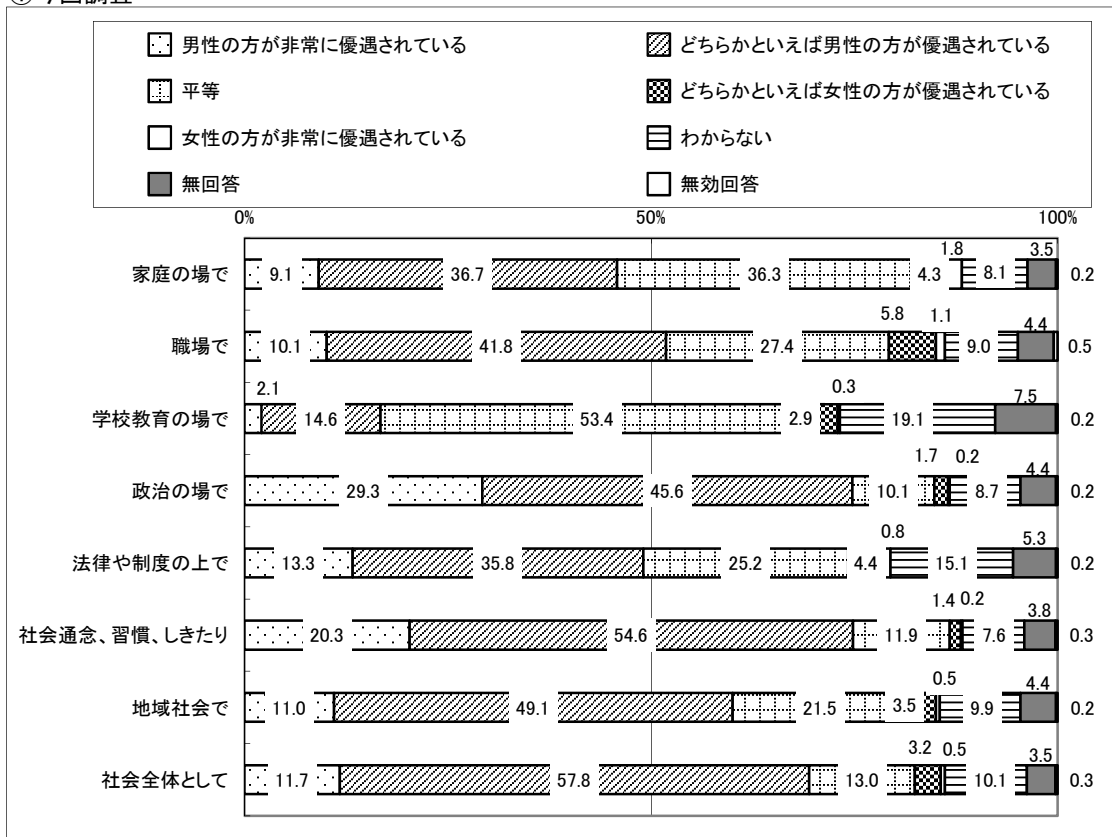 男性の方が非常に優遇されている どちらかといえば男性の方が優遇されている
平等 どちらかといえば女性の方が優遇されている
女性の方が非常に優遇されている わからない
無回答 無効回答
0% 50% 100%
家庭の場で 9.1 36.7 36.3 4.3 1.8 8.1 3.5 0.2
職場で 10.1 41.8 27.4 5.8 1.1 9.0 4.4 0.5
学校教育の場で 2.1 14.6 53.4 2.9 0.3 19.1 7.5 0.2
政治の場で 29.3 45.6 10.1 1.7 0.2 8.7 4.4 0.2
法律や制度の上で 13.3 35.8 25.2 4.4 0.8 15.1 5.3 0.2
社会通念、習慣、しきたり 20.3 54.6 11.9 1.4 0.2 7.6 3.8 0.3
地域社会で 11.0 49.1 21.5 3.5 0.5 9.9 4.4 0.2
社会全体として 11.7 57.8 13.0 3.2 0.5 10.1 3.5 0.3